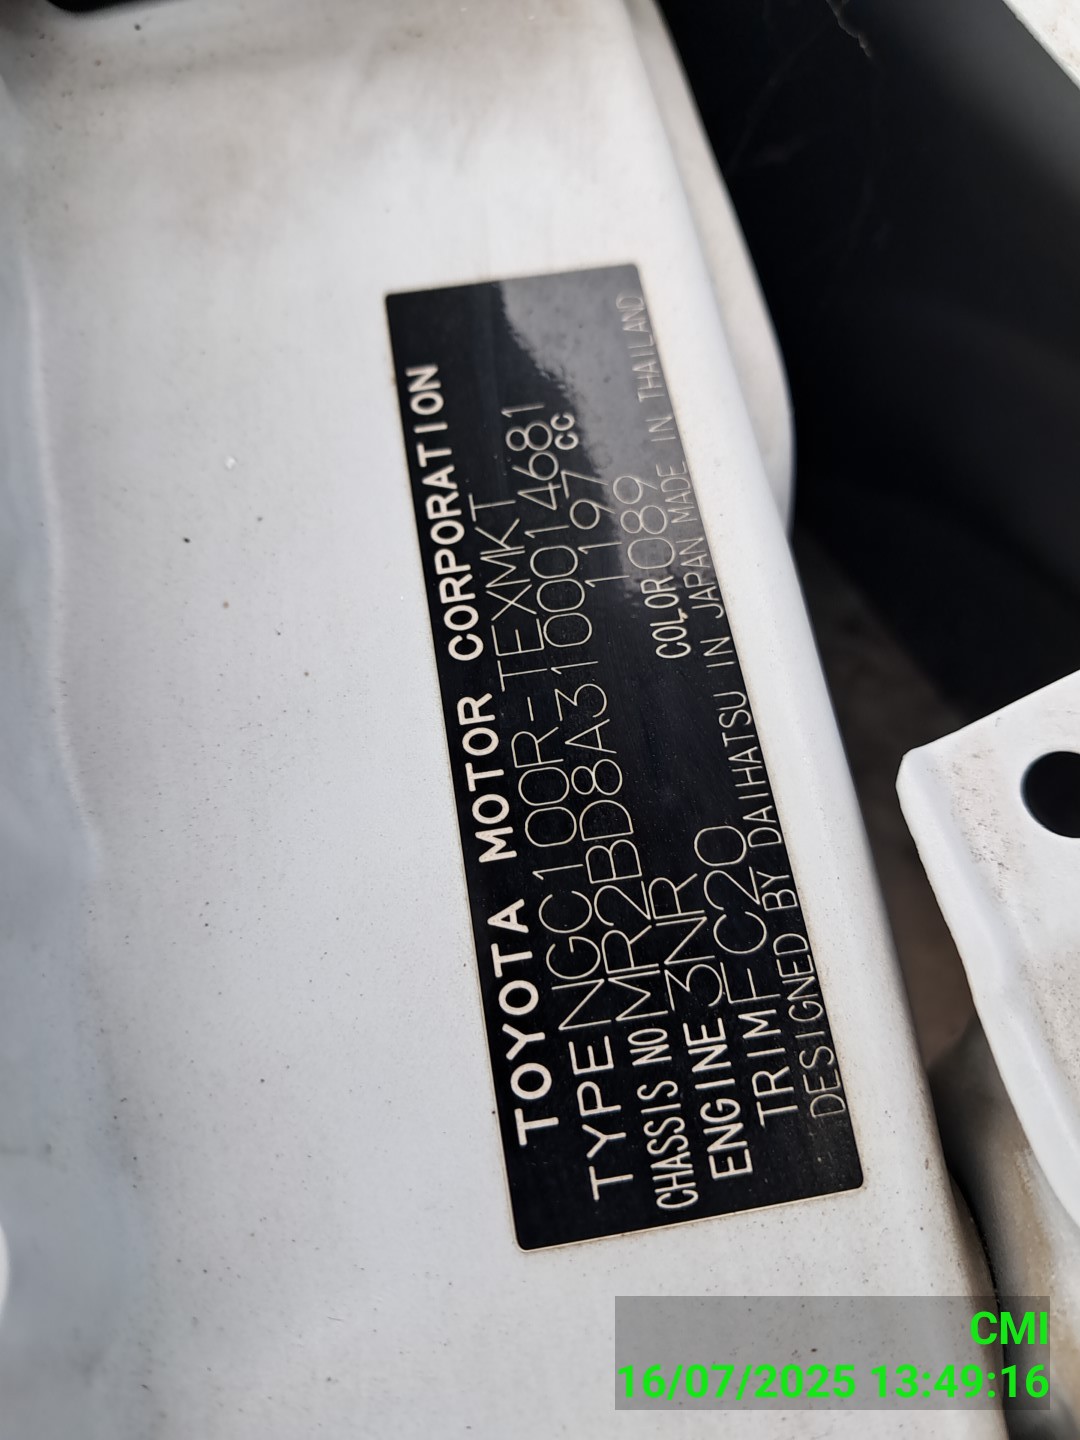 TOYOTA MOTOR CORPORATION
TYPE NGC100R-TEXMKT
CHASSIS NO MR2BD8A3100014681
ENGINE 3NR 1197 CC
TRIM FC20 COLOR 1089
DESIGNED BY DAIHATSU IN JAPAN MADE IN THAILAND
CMI
16/07/2025 13:49:16